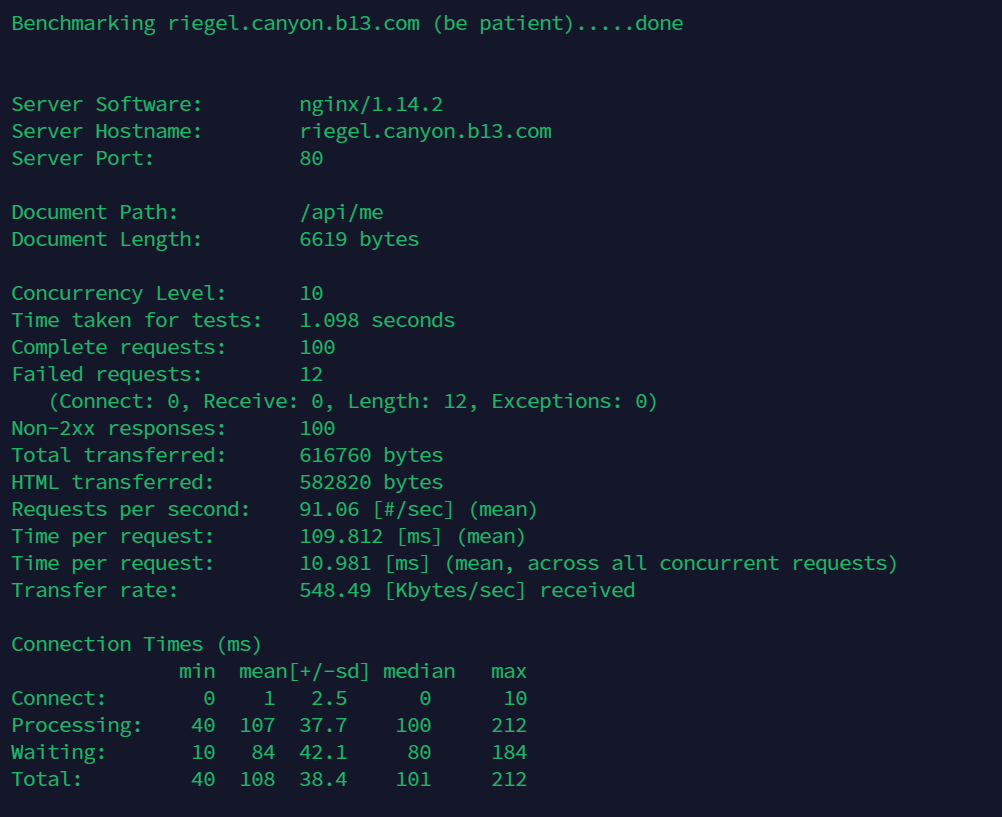 Benchmarking riegel.canyon.b13.com (be patient).....done
Server Software:        nginx/1.14.2
Server Hostname:        riegel.canyon.b13.com
Server Port:            80
Document Path:          /api/me
Document Length:        6619 bytes
Concurrency Level:      10
Time taken for tests:   1.098 seconds
Complete requests:      100
Failed requests:        12
   (Connect: 0, Receive: 0, Length: 12, Exceptions: 0)
Non-2xx responses:      100
Total transferred:      616760 bytes
HTML transferred:       582820 bytes
Requests per second:    91.06 [#/sec] (mean)
Time per request:       109.812 [ms] (mean)
Time per request:       10.981 [ms] (mean, across all concurrent requests)
Transfer rate:          548.49 [Kbytes/sec] received
Connection Times (ms)
              min  mean[+/-sd] median   max
Connect:        0    1   2.5      0      10
Processing:    40  107  37.7    100     212
Waiting:       10   84  42.1     80     184
Total:         40  108  38.4    101     212